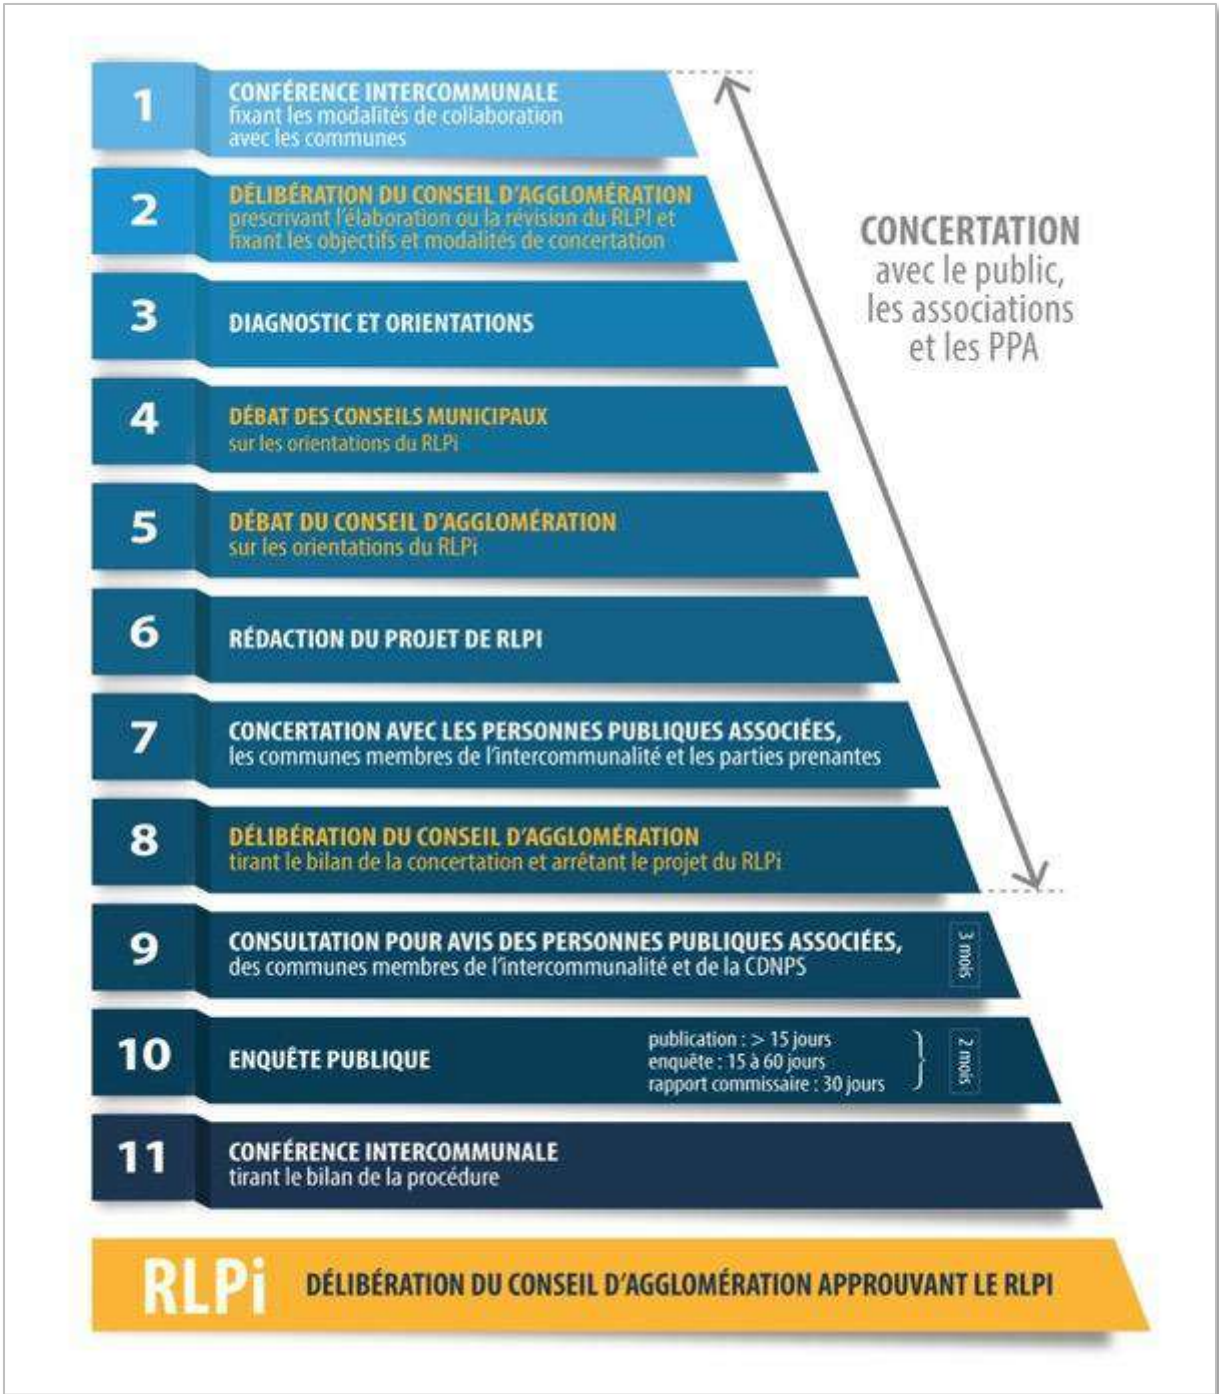 1
CONFÉRENCE INTERCOMMUNALE
fixant les modalités de collaboration
avec les communes
2
DÉLIBÉRATION DU CONSEIL D'AGGLOMÉRATION
prescrivant l'élaboration ou la révision du RLPI et
fixant les objectifs et modalités de concertation
CONCERTATION
avec le public,
les associations
et les PPA
3
DIAGNOSTIC ET ORIENTATIONS
4
DÉBAT DES CONSEILS MUNICIPAUX
sur les orientations du RLPi
5
DÉBAT DU CONSEIL D'AGGLOMÉRATION
sur les orientations du RLPi
6
RÉDACTION DU PROJET DE RLPI
7
CONCERTATION AVEC LES PERSONNES PUBLIQUES ASSOCIÉES,
les communes membres de l'intercommunalité et les parties prenantes
8
DÉLIBÉRATION DU CONSEIL D'AGGLOMÉRATION
tirant le bilan de la concertation et arrêtant le projet du RLPi
9
CONSULTATION POUR AVIS DES PERSONNES PUBLIQUES ASSOCIÉES,
des communes membres de l'intercommunalité et de la CDNPS
3 mois
10
ENQUÊTE PUBLIQUE
publication : > 15 jours
enquête : 15 à 60 jours
rapport commissaire : 30 jours
2 mois
11
CONFÉRENCE INTERCOMMUNALE
tirant le bilan de la procédure
RLPi DÉLIBÉRATION DU CONSEIL D'AGGLOMÉRATION APPROUVANT LE RLPI